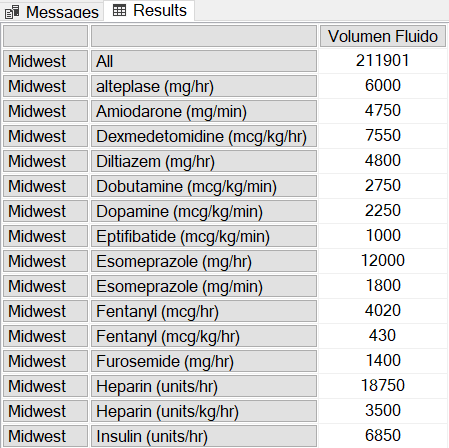 Messages Results
Volumen Fluido
Midwest All 211901
Midwest alteplase (mg/hr) 6000
Midwest Amiodarone (mg/min) 4750
Midwest Dexmedetomidine (mcg/kg/hr) 7550
Midwest Diltiazem (mg/hr) 4800
Midwest Dobutamine (mcg/kg/min) 2750
Midwest Dopamine (mcg/kg/min) 2250
Midwest Eptifibatide (mcg/kg/min) 1000
Midwest Esomeprazole (mg/hr) 12000
Midwest Esomeprazole (mg/min) 1800
Midwest Fentanyl (mcg/hr) 4020
Midwest Fentanyl (mcg/kg/hr) 430
Midwest Furosemide (mg/hr) 1400
Midwest Heparin (units/hr) 18750
Midwest Heparin (units/kg/hr) 3500
Midwest Insulin (units/hr) 6850